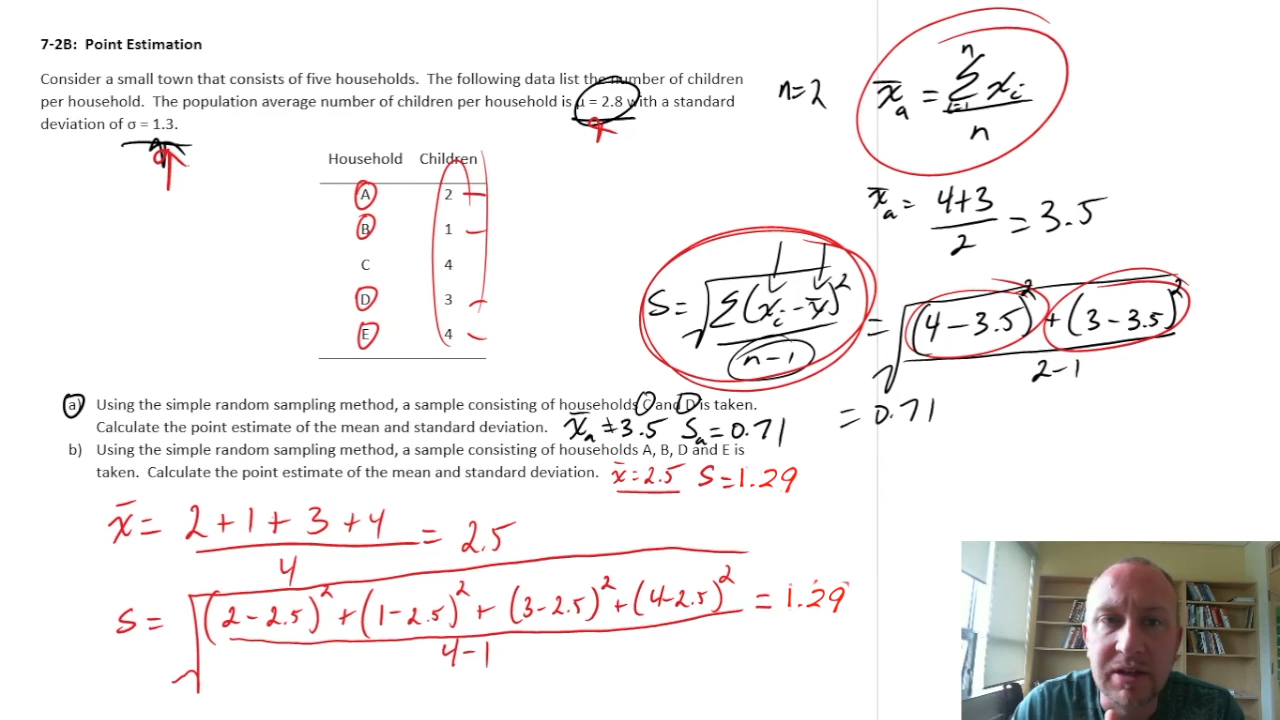 7-2B: Point Estimation
Consider a small town that consists of five households. The following data list the number of children
per household. The population average number of children per household is μ = 2.8 with a standard
deviation of σ = 1.3.
Household Children
A 2
B 1
C 4
D 3
E 4
n=2
x̄ₐ = Σⁿᵢ₌₁ xᵢ / n
x̄ₐ = (4+3)/2 = 3.5
S = √(Σ(xᵢ - x̄)² / (n-1)) = √(((4-3.5)² + (3-3.5)²) / (2-1))
= 0.71
a) Using the simple random sampling method, a sample consisting of households C and D is taken.
Calculate the point estimate of the mean and standard deviation. x̄ₐ = 3.5 Sₐ = 0.71
b) Using the simple random sampling method, a sample consisting of households A, B, D and E is
taken. Calculate the point estimate of the mean and standard deviation. x̄ = 2.5 S = 1.29
x̄ = (2+1+3+4)/4 = 2.5
S = √(((2-2.5)² + (1-2.5)² + (3-2.5)² + (4-2.5)²) / (4-1)) = 1.29